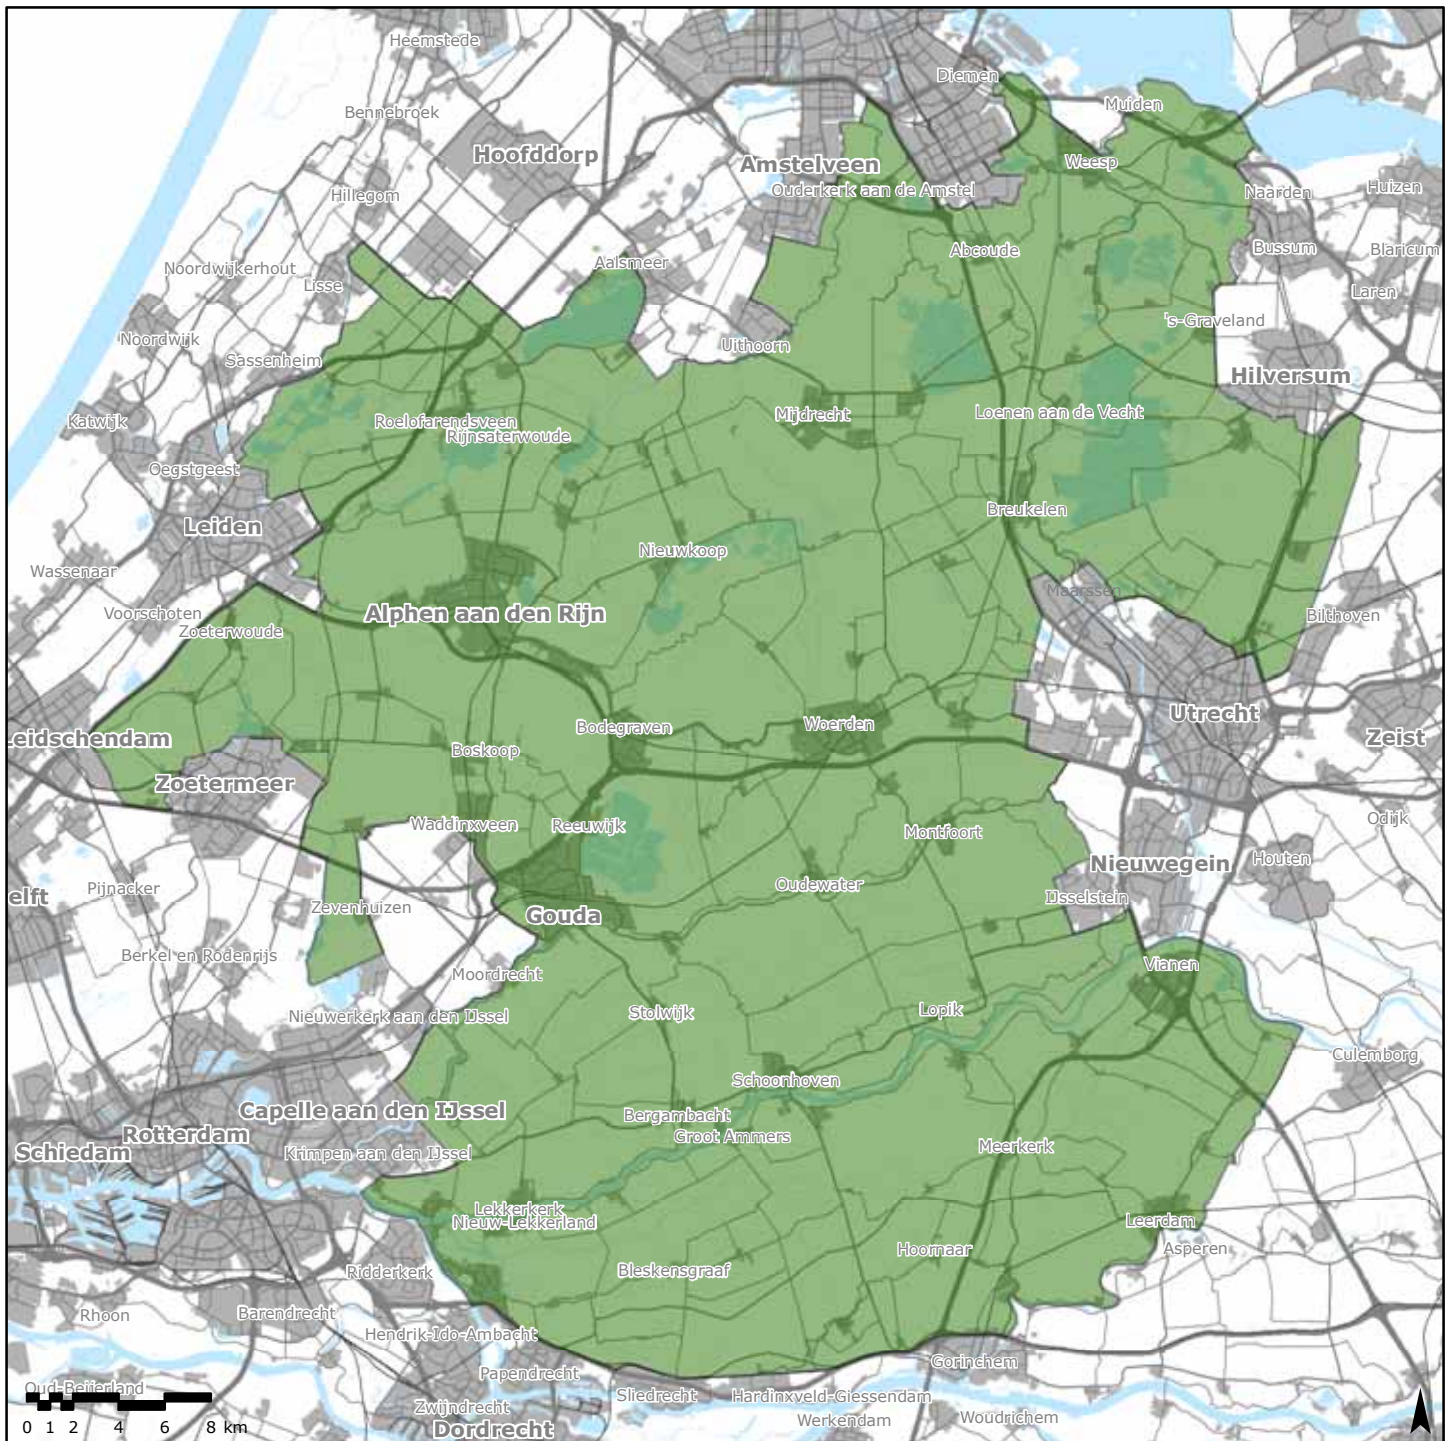 Heemstede
Diemen
Muiden
Bennebroek
Hoofddorp
Amstelveen
Weesp
Ouderkerk aan de Amstel
Naarden
Huizen
Hillegom
Abcoude
Bussum
Blaricum
Noordwijkerhout
Aalsmeer
Lisse
Laren
's-Graveland
Noordwijk
Uithoorn
Sassenheim
Hilversum
Katwijk
Roelofarendsveen
Mijdrecht
Loenen aan de Vecht
Rijnsaterwoude
Oegstgeest
Breukelen
Leiden
Nieuwkoop
Wassenaar
Maarssen
Voorschoten
Alphen aan den Rijn
Bilthoven
Zoeterwoude
Utrecht
Bodegraven
Woerden
Leidschendam
Boskoop
Zeist
Zoetermeer
Waddinxveen
Reeuwijk
Montfoort
Odijk
Nieuwegein
Houten
Pijnacker
Oudewater
elft
IJsselstein
Zevenhuizen
Gouda
Berkel en Rodenrijs
Moordrecht
Vianen
Nieuwerkerk aan den IJssel
Stolwijk
Lopik
Culemborg
Schoonhoven
Capelle aan den IJssel
Bergambacht
Rotterdam
Groot Ammers
Schiedam
Krimpen aan den IJssel
Meerkerk
Lekkerkerk
Nieuw-Lekkerland
Leerdam
Hoornaar
Asperen
Ridderkerk
Bleskensgraaf
Rhoon
Barendrecht
Hendrik-Ido-Ambacht
Gorinchem
Papendrecht
Oud-Beijerland
Sliedrecht
Hardinxveld-Giessendam
Zwijndrecht
Werkendam
Woudrichem
Dordrecht
0 1 2 4 6 8 km